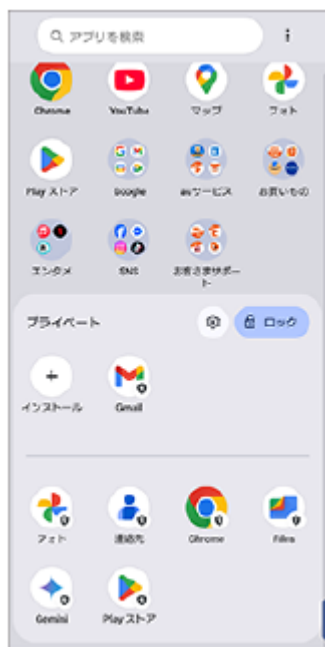 アプリを検索
Chrome YouTube マップ フォト
Play ストア Google auサービス お買いもの
エンタメ SNS お客さまサポー
ト
プライベート ロック
インストール Gmail
フォト 連絡先 Chrome Files
Gemini Play ストア